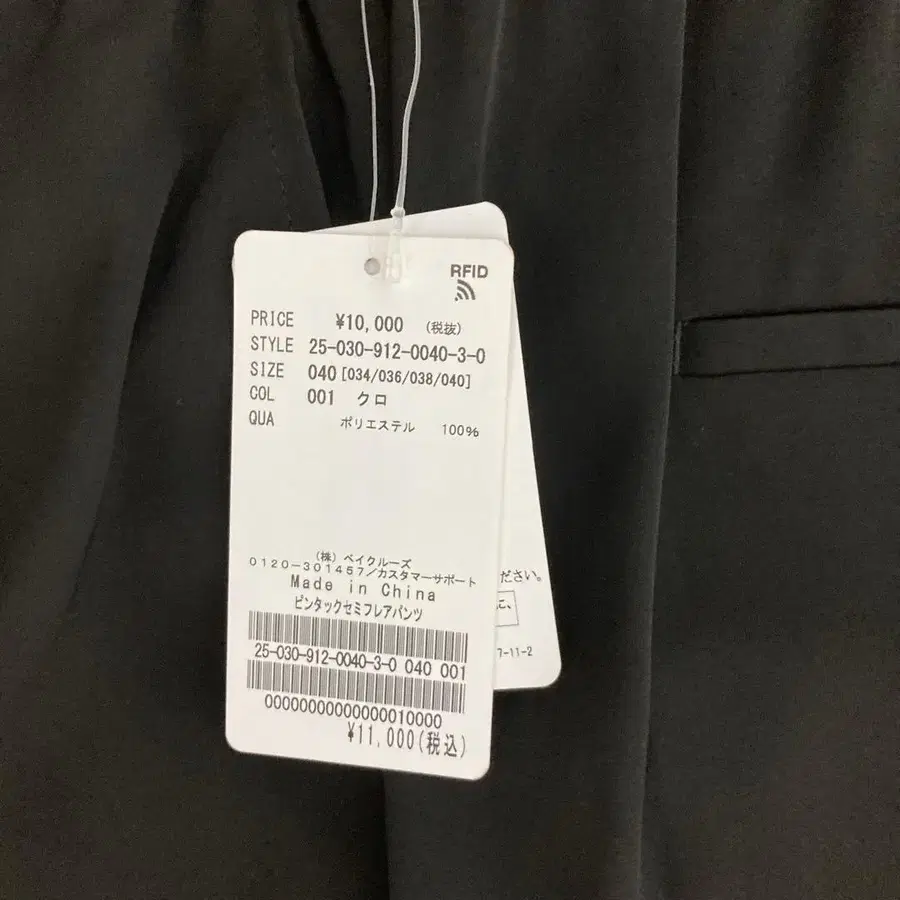 RFID
PRICE ¥10,000 (税抜)
STYLE 25-030-912-0040-3-0
SIZE 040 [034/036/038/040]
COL 001 クロ
QUA ポリエステル 100%
(株) ベイクルーズ
0120-301457/カスタマーサポート
Made in China
ピンタックセミフレアパンツ
25-030-912-0040-3-0 040 001
00000000000000010000
¥11,000(税込)
ださい。
に、
7-11-2